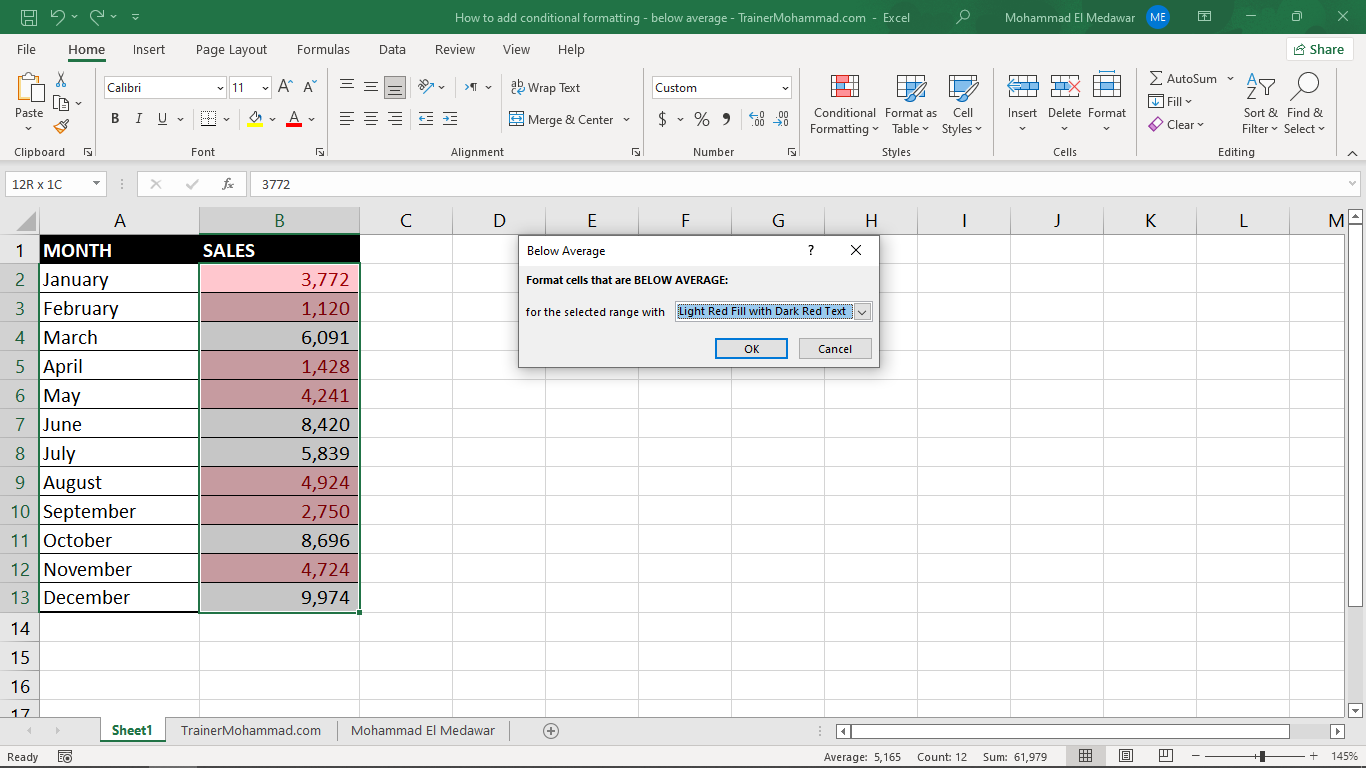 How to add conditional formatting - below average - TrainerMohammad.com - Excel
Mohammad El Medawar ME
File Home Insert Page Layout Formulas Data Review View Help Share
Paste
Clipboard
Calibri 11
B I U A
Font
Wrap Text
Merge & Center
Alignment
Custom
$ % 9
Number
Conditional Formatting
Format as Table
Cell Styles
Styles
Insert Delete Format
Cells
AutoSum
Fill
Clear
Sort & Filter
Find & Select
Editing
12R x 1C fx 3772
A B C D E F G H I J K L M
1 MONTH SALES
2 January 3,772
3 February 1,120
4 March 6,091
5 April 1,428
6 May 4,241
7 June 8,420
8 July 5,839
9 August 4,924
10 September 2,750
11 October 8,696
12 November 4,724
13 December 9,974
14
15
16
17
Below Average ?
Format cells that are BELOW AVERAGE:
for the selected range with Light Red Fill with Dark Red Text
OK Cancel
Sheet1 TrainerMohammad.com Mohammad El Medawar
Ready Average: 5,165 Count: 12 Sum: 61,979 145%